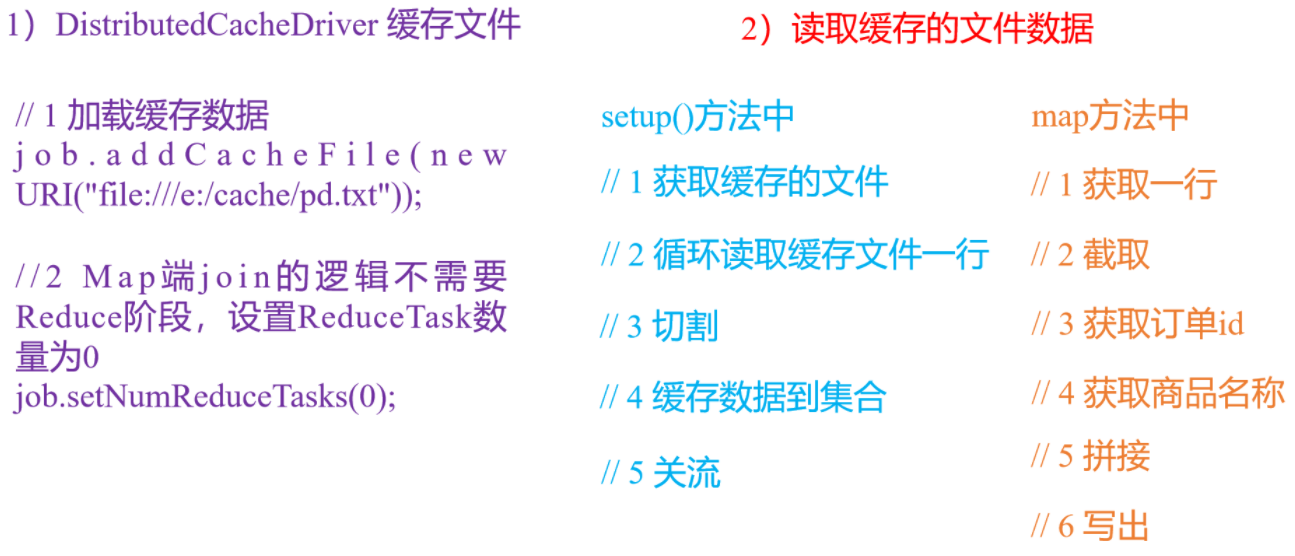 1）DistributedCacheDriver 缓存文件
// 1 加载缓存数据
job.addCacheFile(new
URI("file:///e:/cache/pd.txt"));
//2 Map端join的逻辑不需要
Reduce阶段，设置ReduceTask数
量为0
job.setNumReduceTasks(0);
2）读取缓存的文件数据
setup()方法中
// 1 获取缓存的文件
// 2 循环读取缓存文件一行
// 3 切割
// 4 缓存数据到集合
// 5 关流
map方法中
// 1 获取一行
// 2 截取
// 3 获取订单id
// 4 获取商品名称
// 5 拼接
// 6 写出